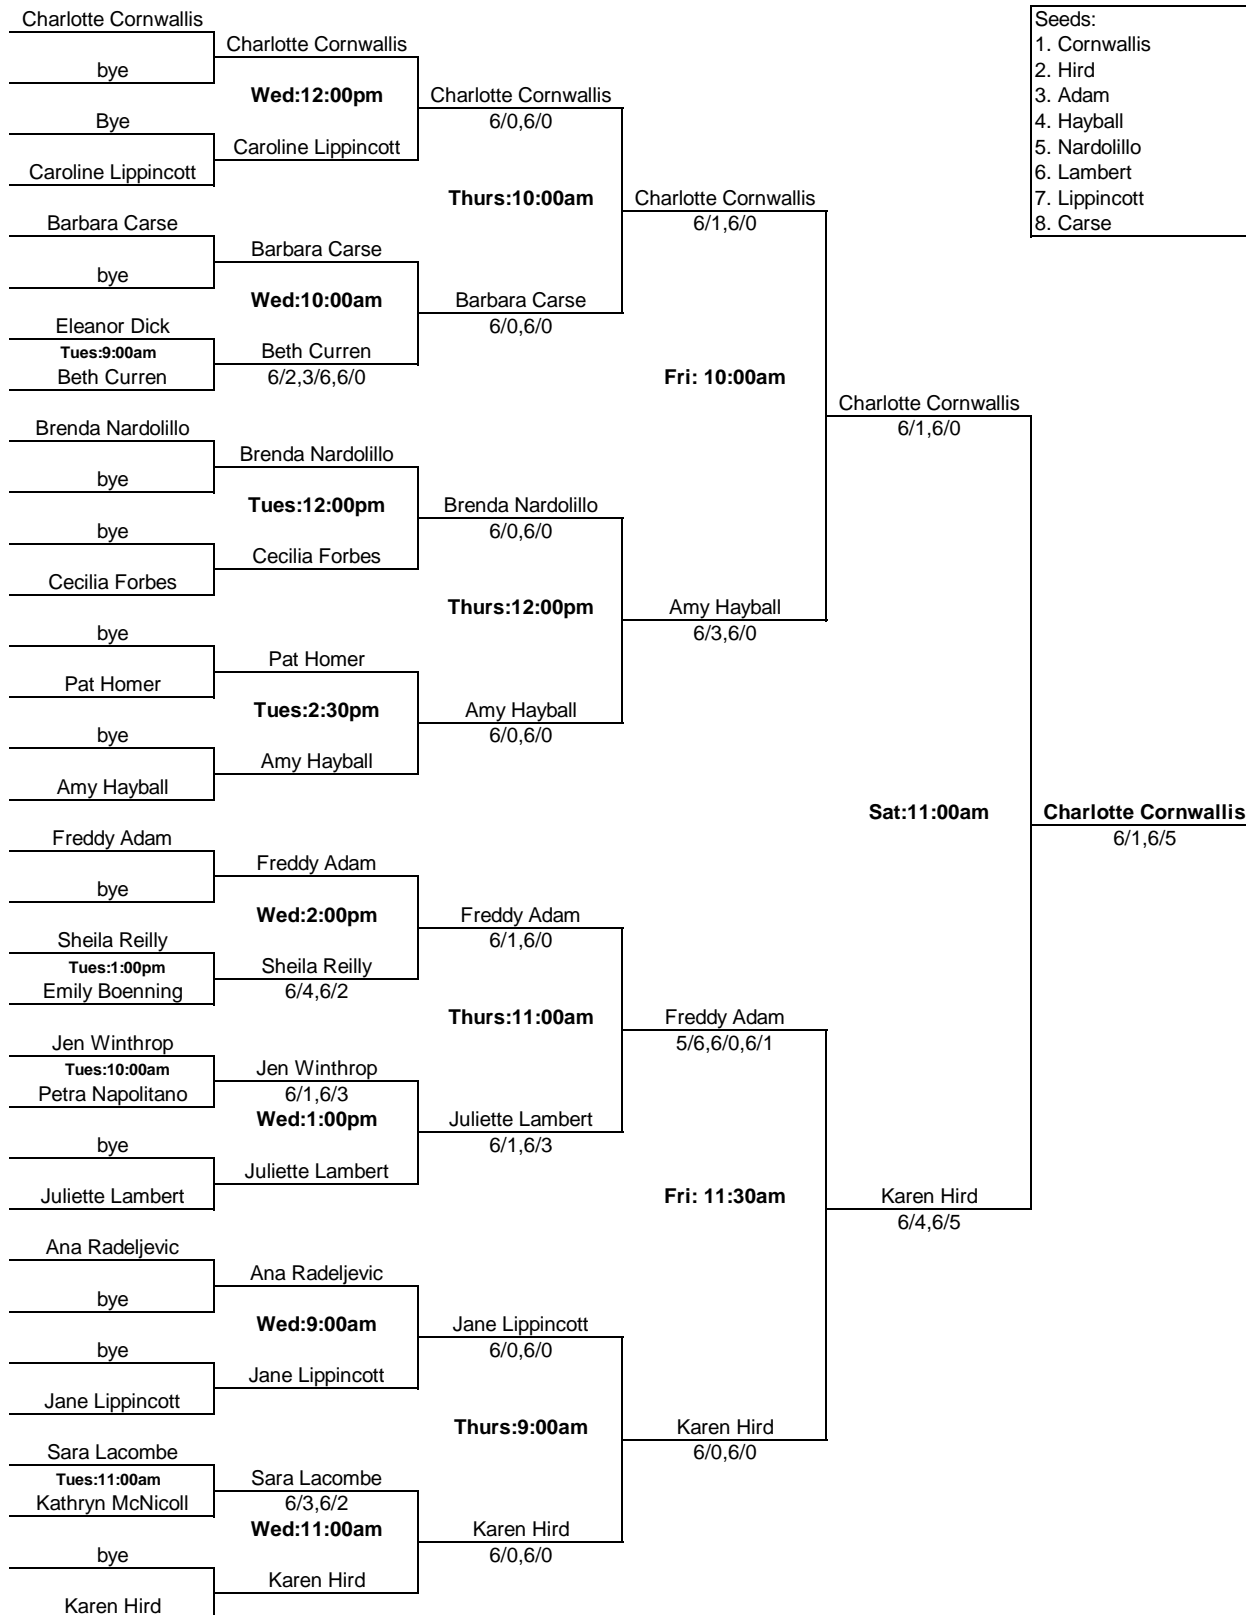 Charlotte Cornwallis
Seeds:
Charlotte Cornwallis
1. Cornwallis
bye
2. Hird
Wed:12:00pm
Charlotte Cornwallis
3. Adam
6/0,6/0
Bye
4. Hayball
Caroline Lippincott
5. Nardolillo
Caroline Lippincott
6. Lambert
Thurs:10:00am
Charlotte Cornwallis
7. Lippincott
Barbara Carse
6/1,6/0
8. Carse
Barbara Carse
bye
Wed:10:00am
Barbara Carse
Eleanor Dick
6/0,6/0
Tues:9:00am
Beth Curren
Beth Curren
6/2,3/6,6/0
Fri: 10:00am
Charlotte Cornwallis
Brenda Nardolillo
6/1,6/0
Brenda Nardolillo
bye
Tues:12:00pm
Brenda Nardolillo
bye
6/0,6/0
Cecilia Forbes
Cecilia Forbes
Thurs:12:00pm
Amy Hayball
bye
6/3,6/0
Pat Homer
Pat Homer
Tues:2:30pm
Amy Hayball
bye
6/0,6/0
Amy Hayball
Amy Hayball
Sat:11:00am
Charlotte Cornwallis
Freddy Adam
6/1,6/5
Freddy Adam
bye
Wed:2:00pm
Freddy Adam
Sheila Reilly
6/1,6/0
Tues:1:00pm
Sheila Reilly
Emily Boenning
6/4,6/2
Thurs:11:00am
Freddy Adam
Jen Winthrop
5/6,6/0,6/1
Tues:10:00am
Jen Winthrop
Petra Napolitano
6/1,6/3
Wed:1:00pm
Juliette Lambert
bye
6/1,6/3
Juliette Lambert
Juliette Lambert
Fri: 11:30am
Karen Hird
6/4,6/5
Ana Radeljevic
Ana Radeljevic
bye
Wed:9:00am
Jane Lippincott
bye
6/0,6/0
Jane Lippincott
Jane Lippincott
Thurs:9:00am
Karen Hird
Sara Lacombe
6/0,6/0
Tues:11:00am
Sara Lacombe
Kathryn McNicoll
6/3,6/2
Wed:11:00am
Karen Hird
bye
6/0,6/0
Karen Hird
Karen Hird